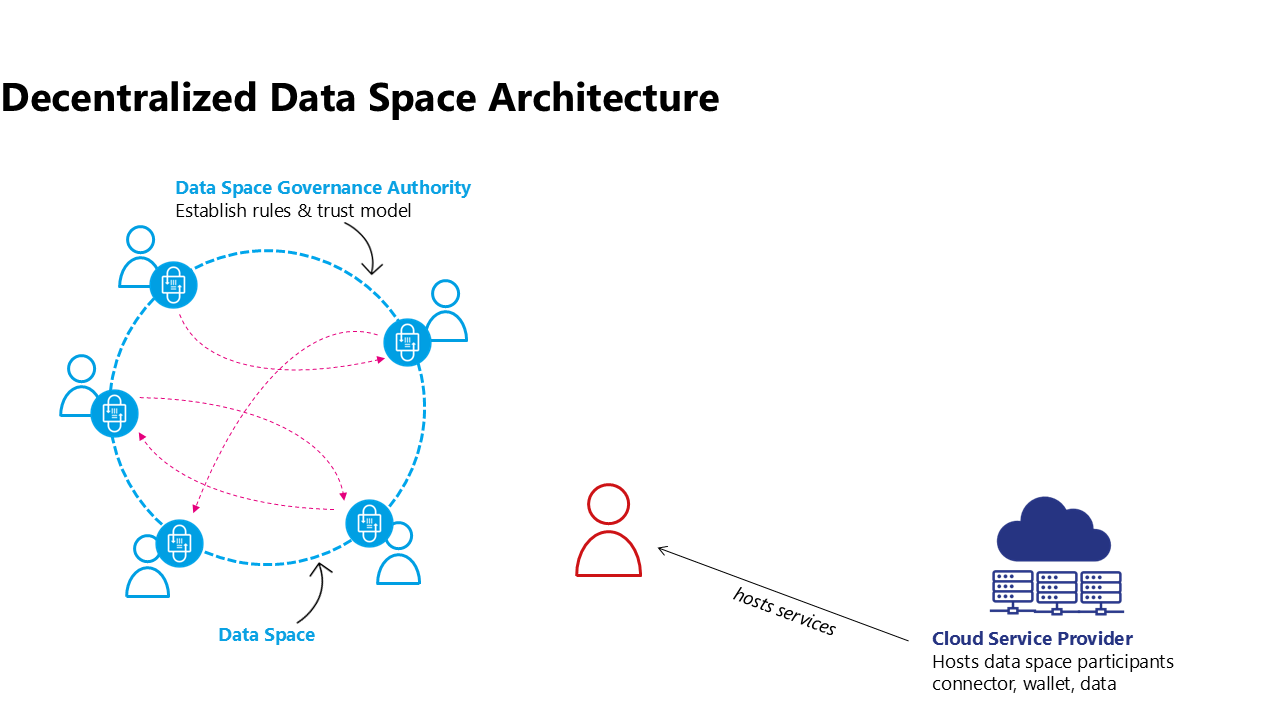 Decentralized Data Space Architecture
Data Space Governance Authority
Establish rules & trust model
hosts services
Data Space
Cloud Service Provider
Hosts data space participants
connector, wallet, data